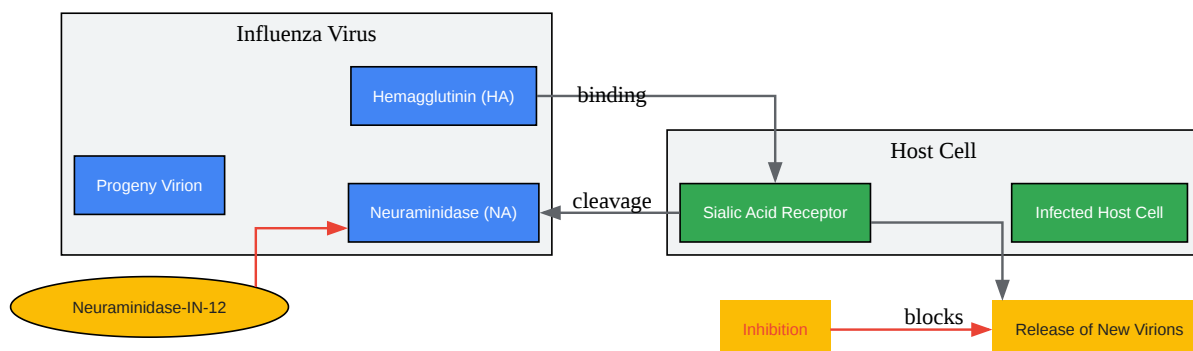 Influenza Virus
Hemagglutinin (HA)
binding
Host Cell
Progeny Virion
Neuraminidase (NA)
cleavage
Sialic Acid Receptor
Infected Host Cell
Neuraminidase-IN-12
Inhibition
blocks
Release of New Virions